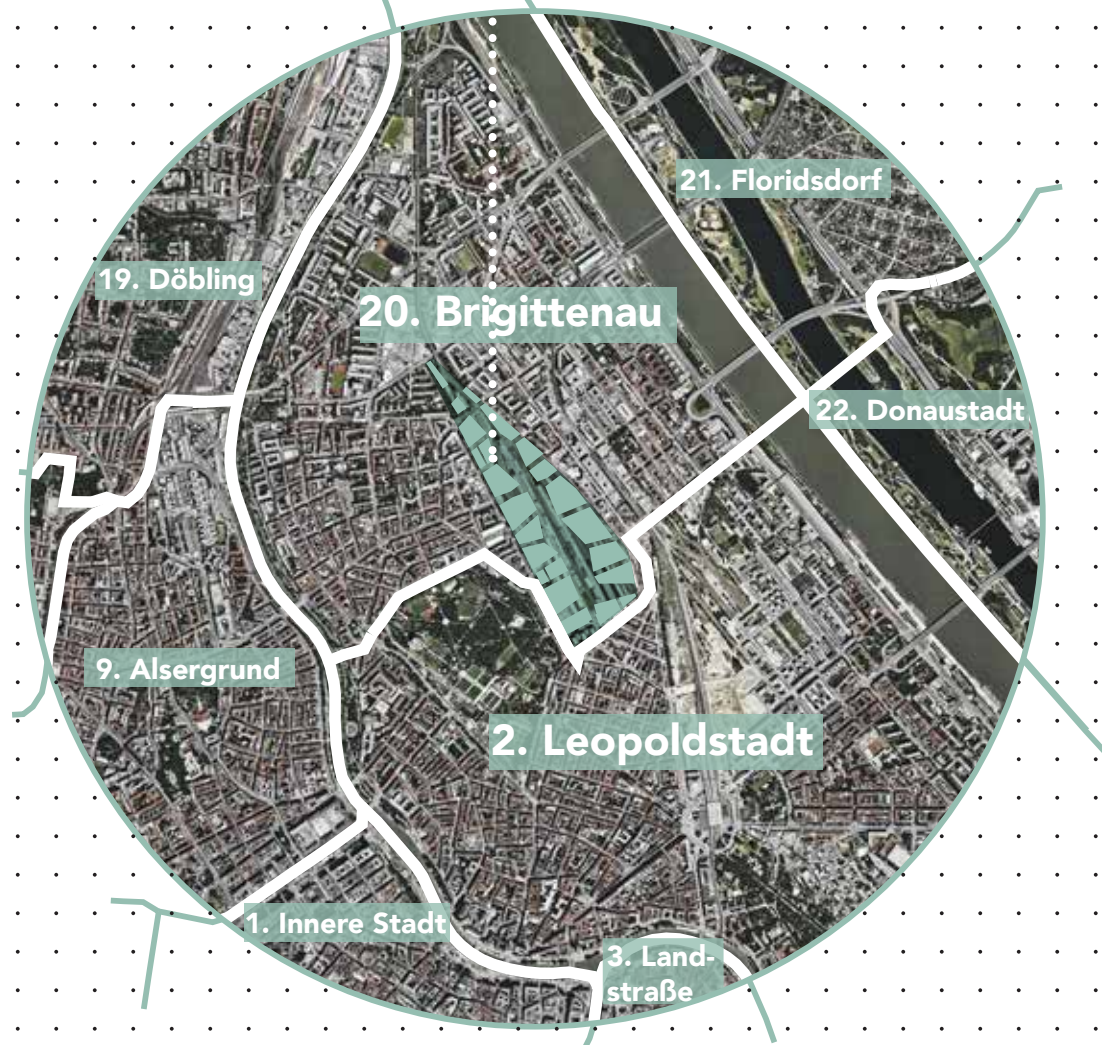 21. Floridsdorf
19. Döbling
20. Brigittenau
22. Donaustadt
9. Alsergrund
2. Leopoldstadt
1. Innere Stadt
3. Land-
straße